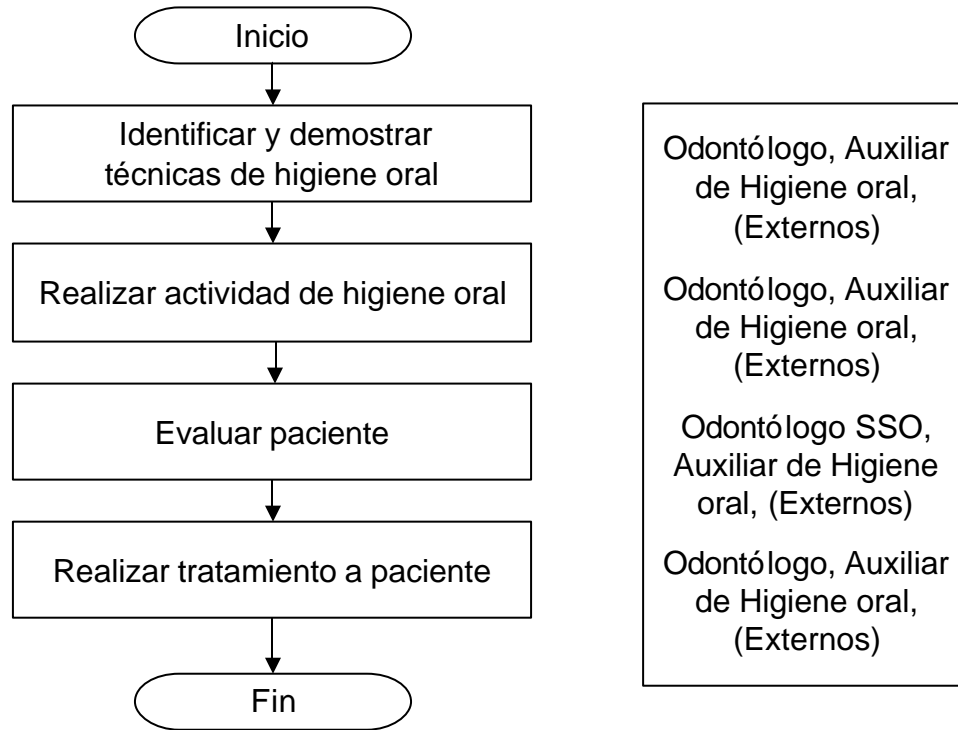 Inicio
Identificar y demostrar
técnicas de higiene oral
Realizar actividad de higiene oral
Evaluar paciente
Realizar tratamiento a paciente
Fin
Odontólogo, Auxiliar
de Higiene oral,
(Externos)
Odontólogo, Auxiliar
de Higiene oral,
(Externos)
Odontólogo SSO,
Auxiliar de Higiene
oral, (Externos)
Odontólogo, Auxiliar
de Higiene oral,
(Externos)